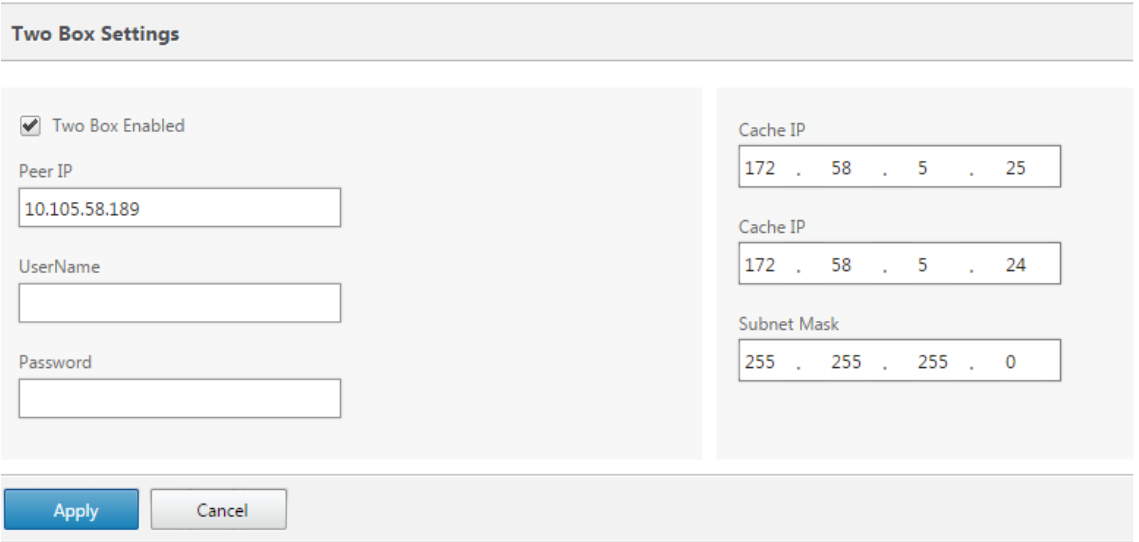 Two Box Settings
Two Box Enabled
Peer IP
10.105.58.189
UserName
Password
Cache IP
172 . 58 . 5 . 25
Cache IP
172 . 58 . 5 . 24
Subnet Mask
255 . 255 . 255 . 0
Apply
Cancel